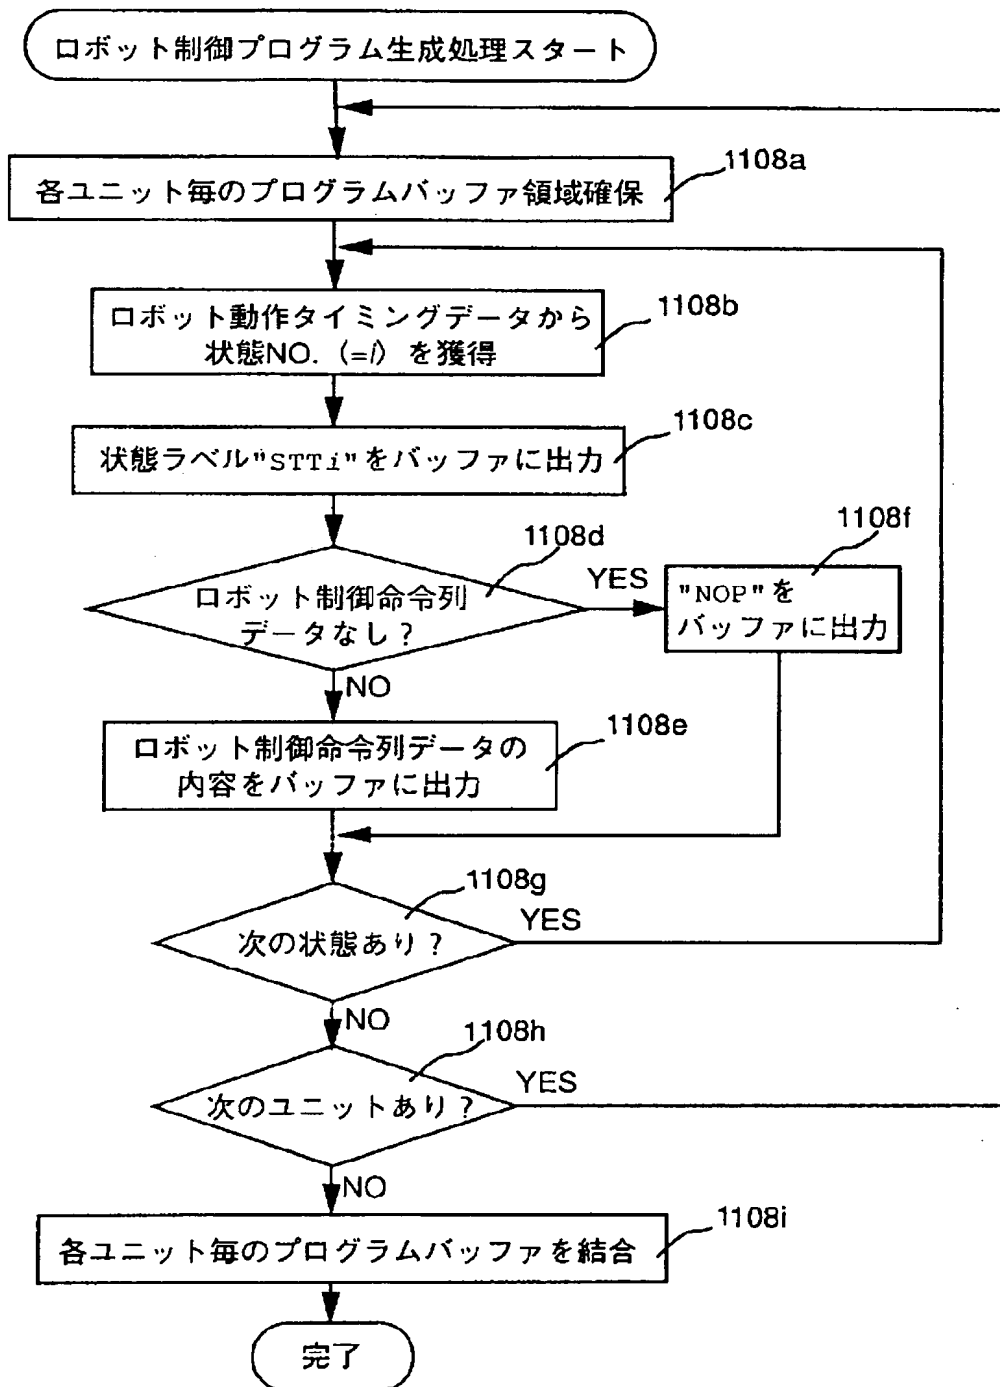 ロボット制御プログラム生成処理スタート
1108a
各ユニット毎のプログラムバッファ領域確保
1108b
ロボット動作タイミングデータから
状態NO.（=i）を獲得
1108c
状態ラベル"STTi"をバッファに出力
1108d
ロボット制御命令列
データなし？
YES
1108f
"NOP"を
バッファに出力
NO
1108e
ロボット制御命令列データの
内容をバッファに出力
1108g
次の状態あり？
YES
NO
1108h
次のユニットあり？
YES
NO
1108i
各ユニット毎のプログラムバッファを結合
完了